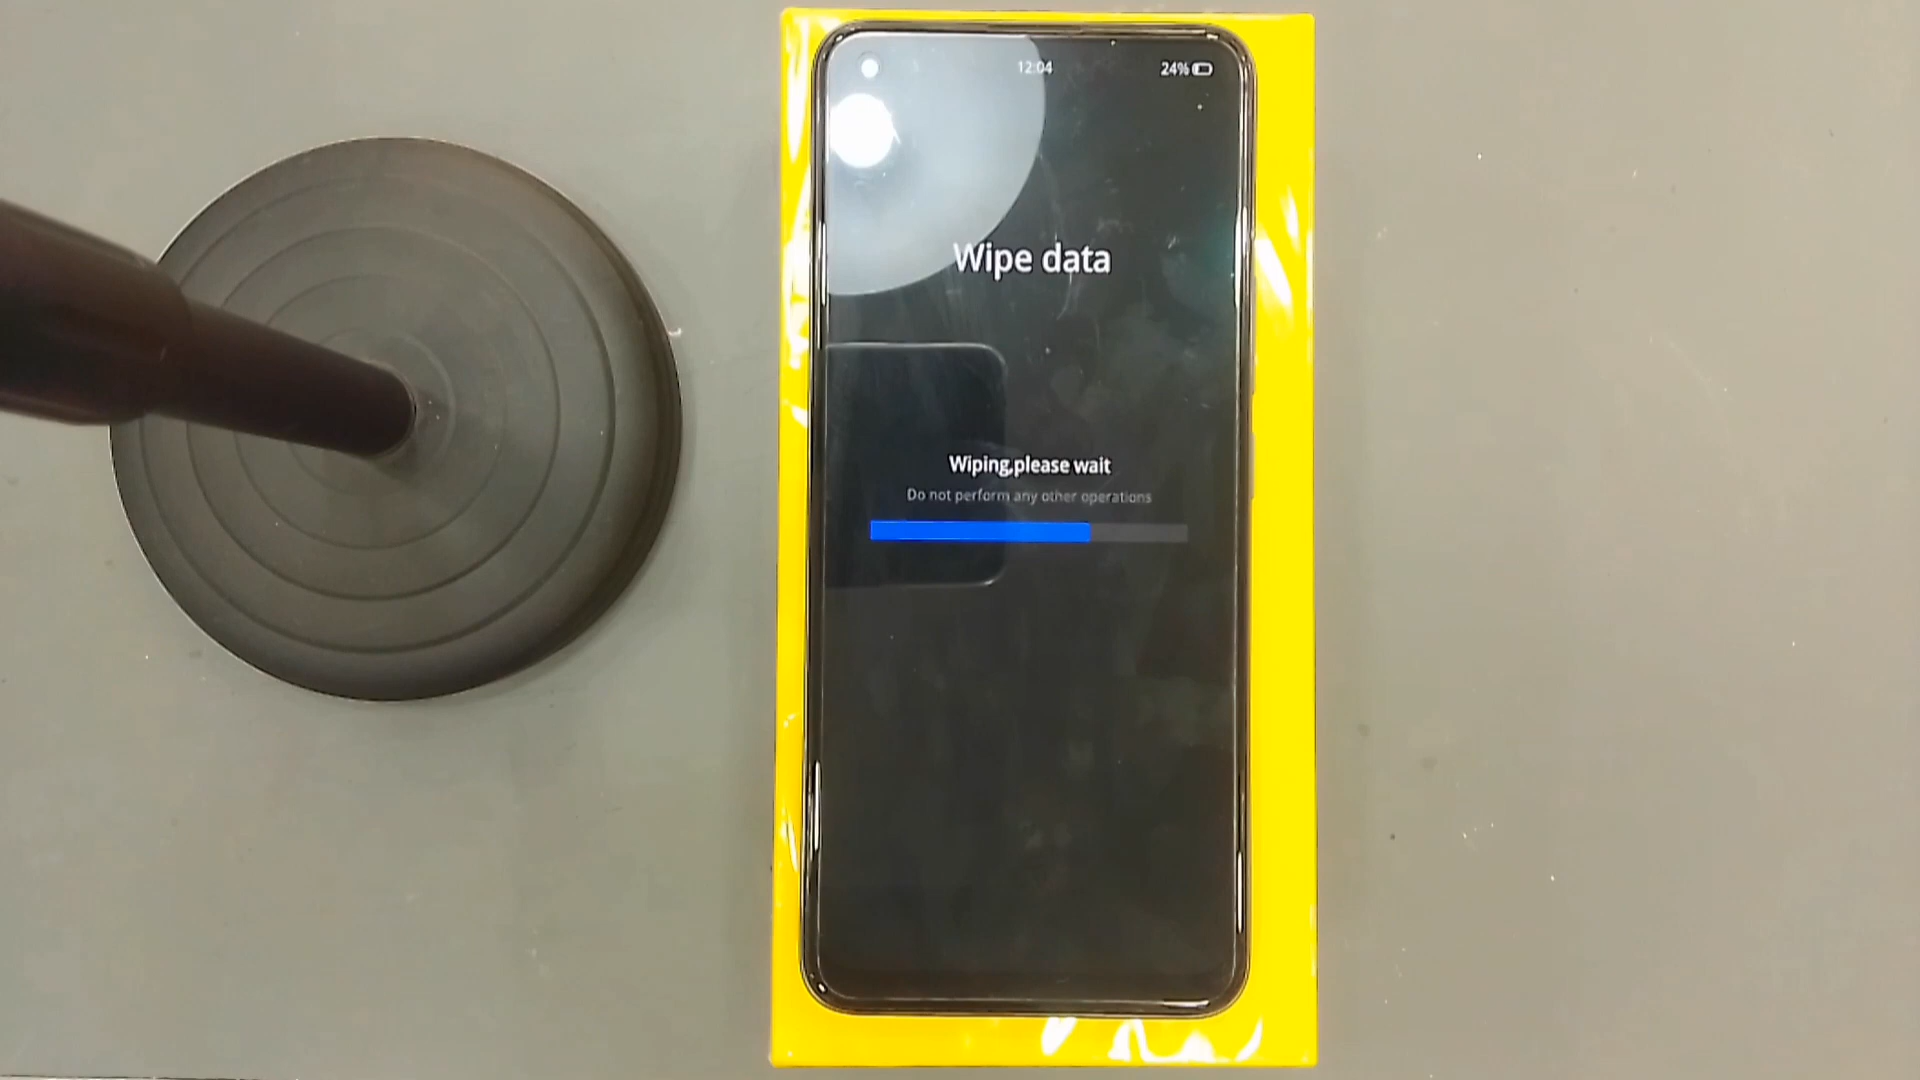 12:04 24%
Wipe data
Wiping,please wait
Do not perform any other operations